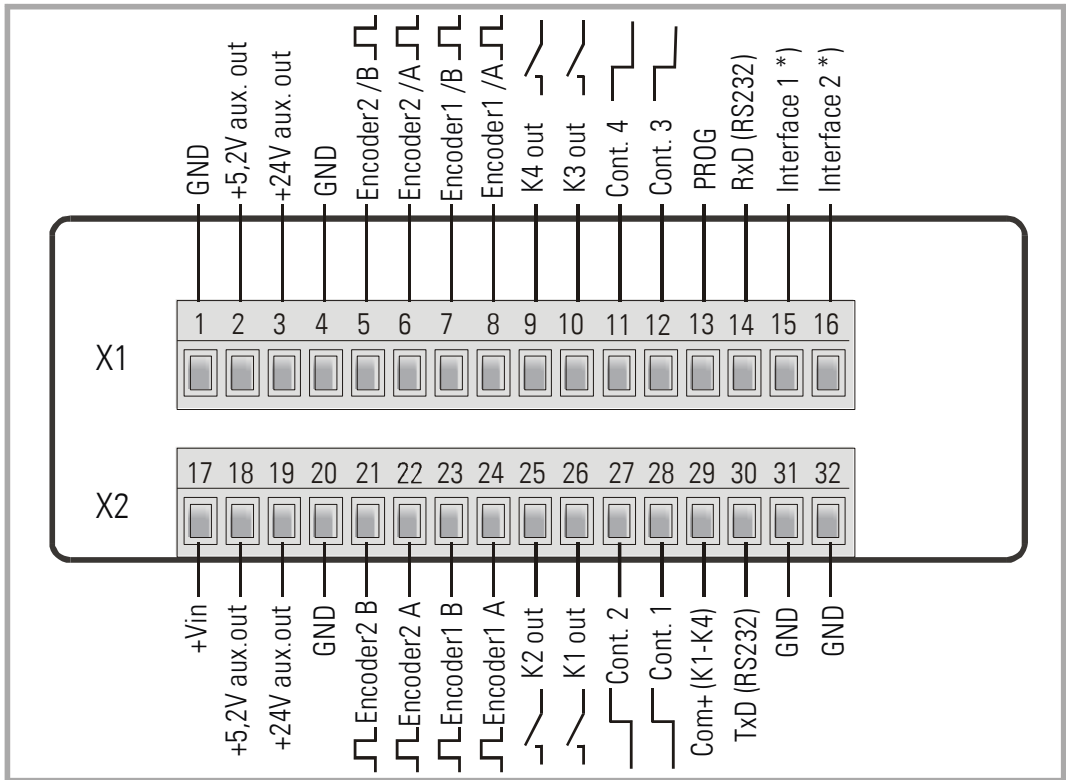 GND
+5,2V aux. out
+24V aux. out
GND
Encoder2 /B
Encoder2 /A
Encoder1 /B
Encoder1 /A
K4 out
K3 out
Cont. 4
Cont. 3
PROG
RxD (RS232)
Interface 1 *)
Interface 2 *)
X1
1 2 3 4 5 6 7 8 9 10 11 12 13 14 15 16
X2
17 18 19 20 21 22 23 24 25 26 27 28 29 30 31 32
+Vin
+5,2V aux.out
+24V aux.out
GND
Encoder2 B
Encoder2 A
Encoder1 B
Encoder1 A
K2 out
K1 out
Cont. 2
Cont. 1
Com+ (K1-K4)
TxD (RS232)
GND
GND